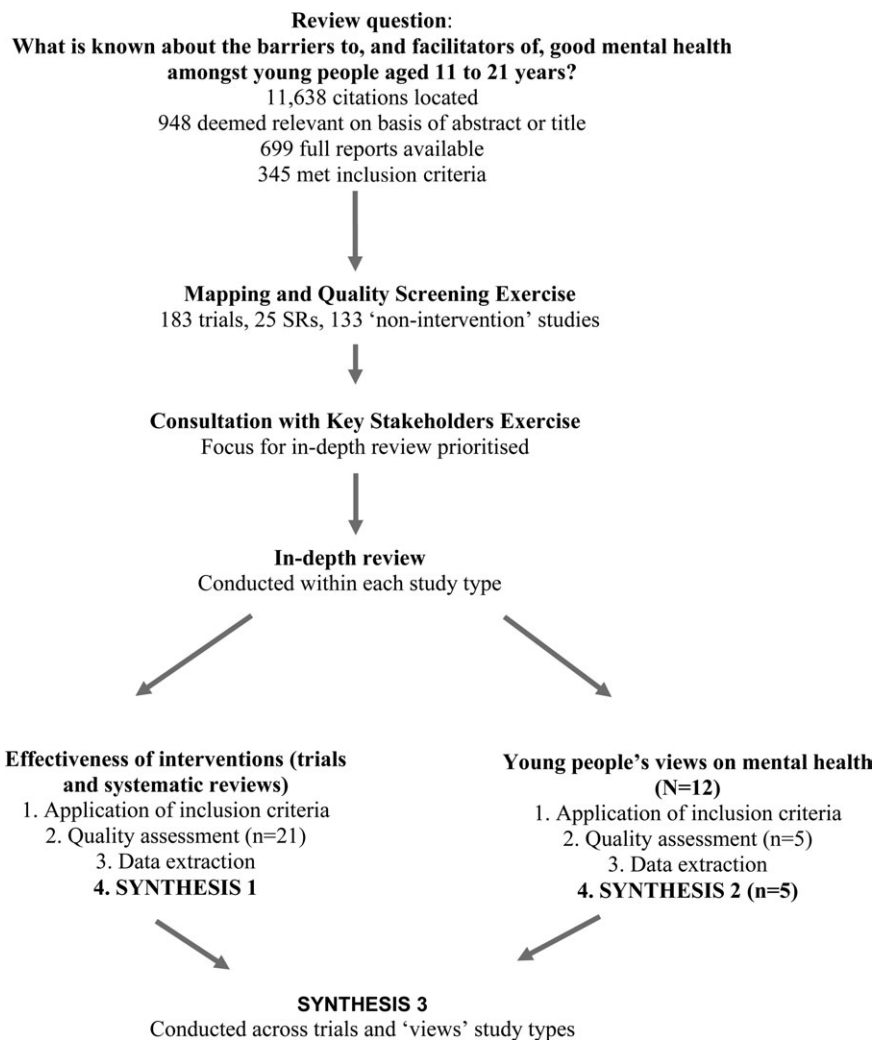 Review question:
What is known about the barriers to, and facilitators of, good mental health
amongst young people aged 11 to 21 years?
11,638 citations located
948 deemed relevant on basis of abstract or title
699 full reports available
345 met inclusion criteria
Mapping and Quality Screening Exercise
183 trials, 25 SRs, 133 ‘non-intervention’ studies
Consultation with Key Stakeholders Exercise
Focus for in-depth review prioritised
In-depth review
Conducted within each study type
Effectiveness of interventions (trials
and systematic reviews)
1. Application of inclusion criteria
2. Quality assessment (n=21)
3. Data extraction
4. SYNTHESIS 1
Young people’s views on mental health
(N=12)
1. Application of inclusion criteria
2. Quality assessment (n=5)
3. Data extraction
4. SYNTHESIS 2 (n=5)
SYNTHESIS 3
Conducted across trials and ‘views’ study types